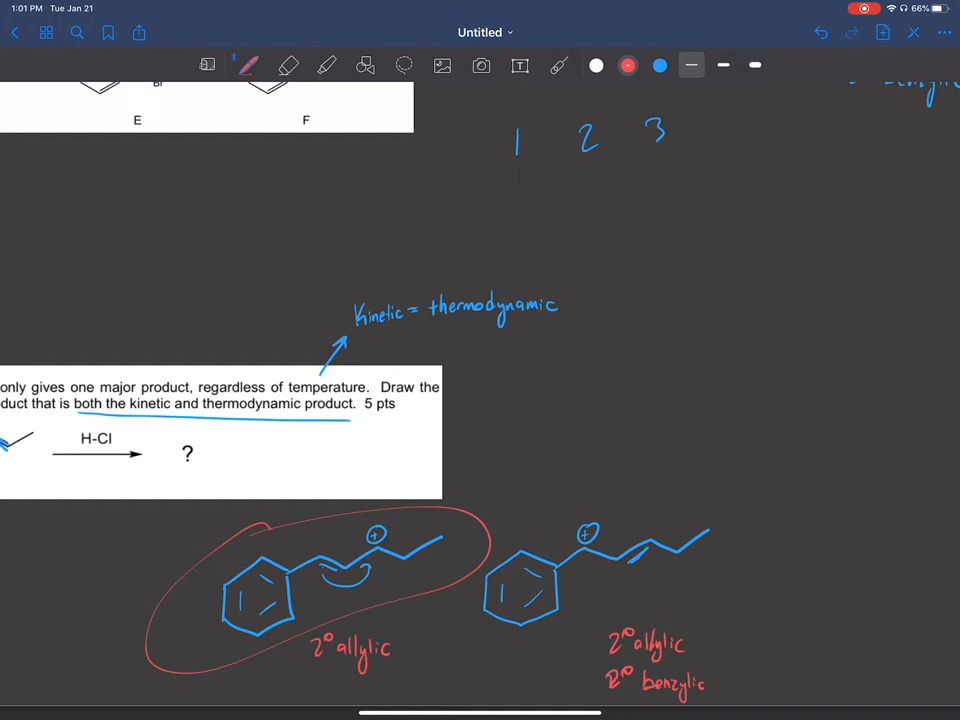 1:01 PM Tue Jan 21
66%
Untitled
T
Br
E
F
1 2 3
Kinetic = thermodynamic
only gives one major product, regardless of temperature. Draw the
duct that is both the kinetic and thermodynamic product. 5 pts
H-Cl
?
+
+
2° allylic
2° allylic
2° benzylic